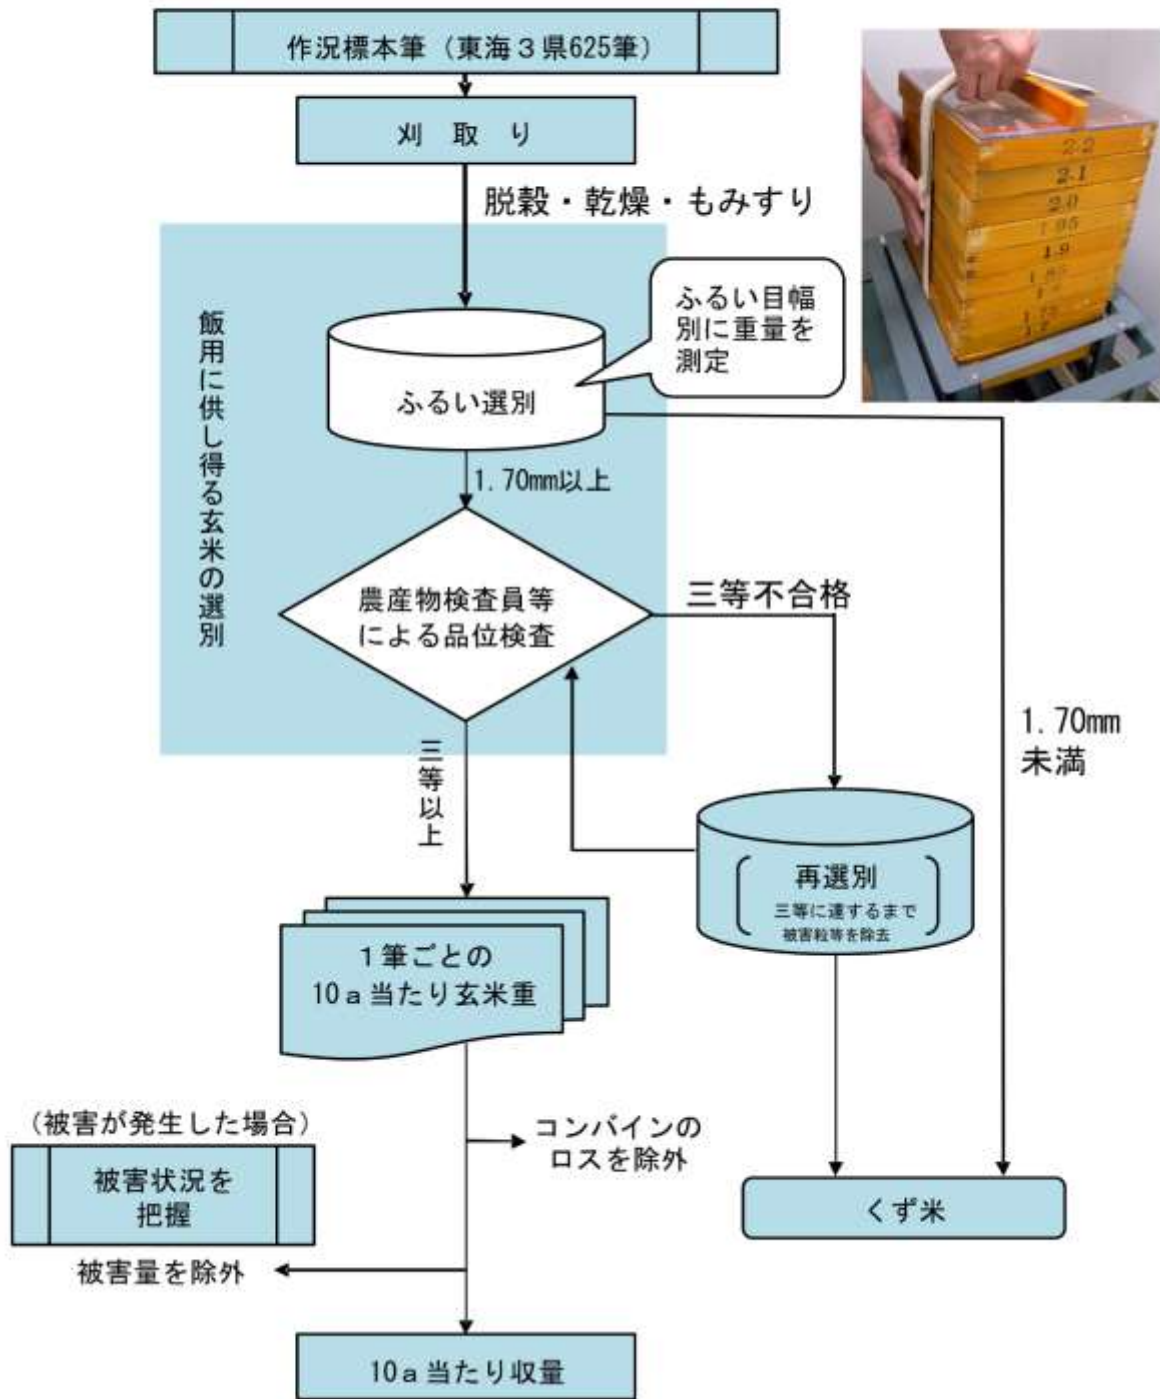 作況標本筆（東海３県625筆）
刈　取　り
脱穀・乾燥・もみすり
飯用に供し得る玄米の選別
ふるい目幅
別に重量を
測定
ふるい選別
1.70mm以上
農産物検査員等
による品位検査
三等不合格
1.70mm
未満
三等以上
再選別
三等に達するまで
被害粒等を除去
１筆ごとの
10ａ当たり玄米重
（被害が発生した場合）
被害状況を
把握
コンバインの
ロスを除外
被害量を除外
くず米
10ａ当たり収量
2.2
2.1
2.0
1.95
1.9
1.85